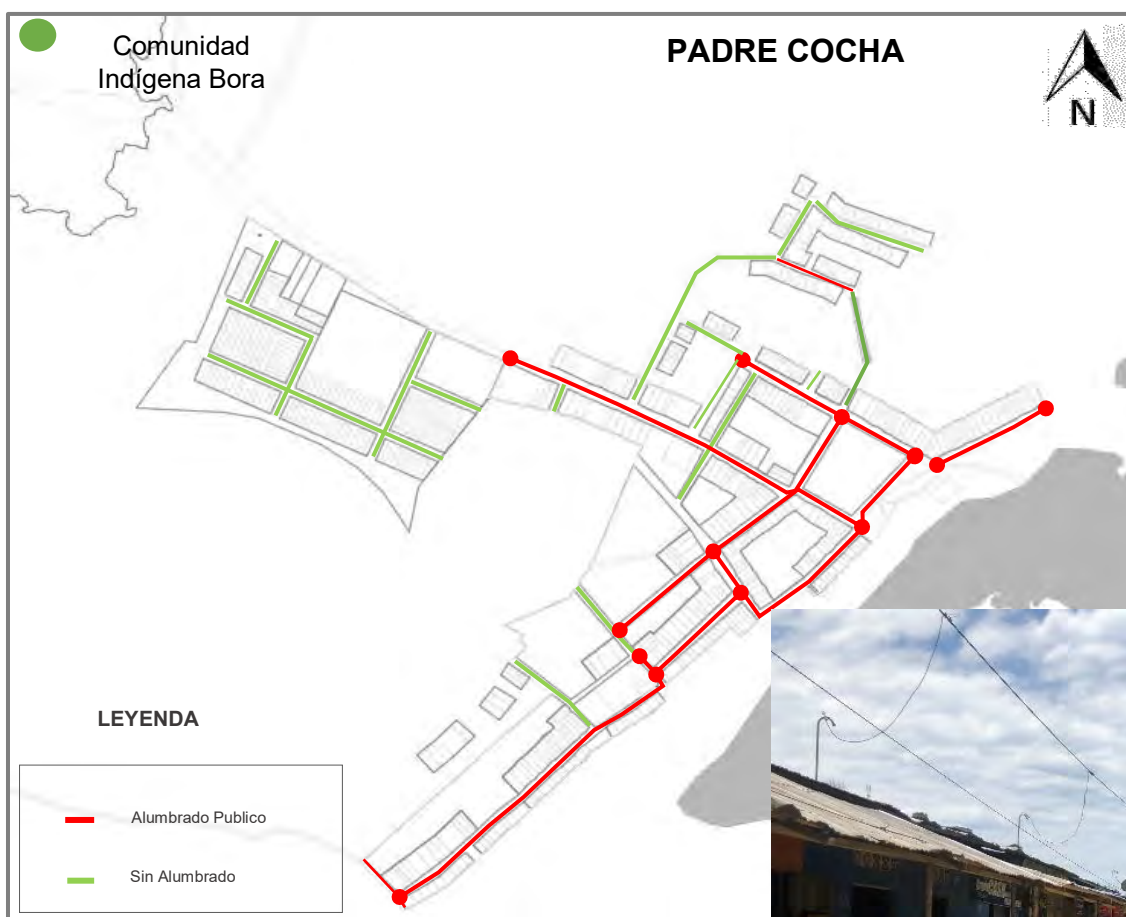 Comunidad
Indígena Bora
PADRE COCHA
N
LEYENDA
Alumbrado Publico
Sin Alumbrado